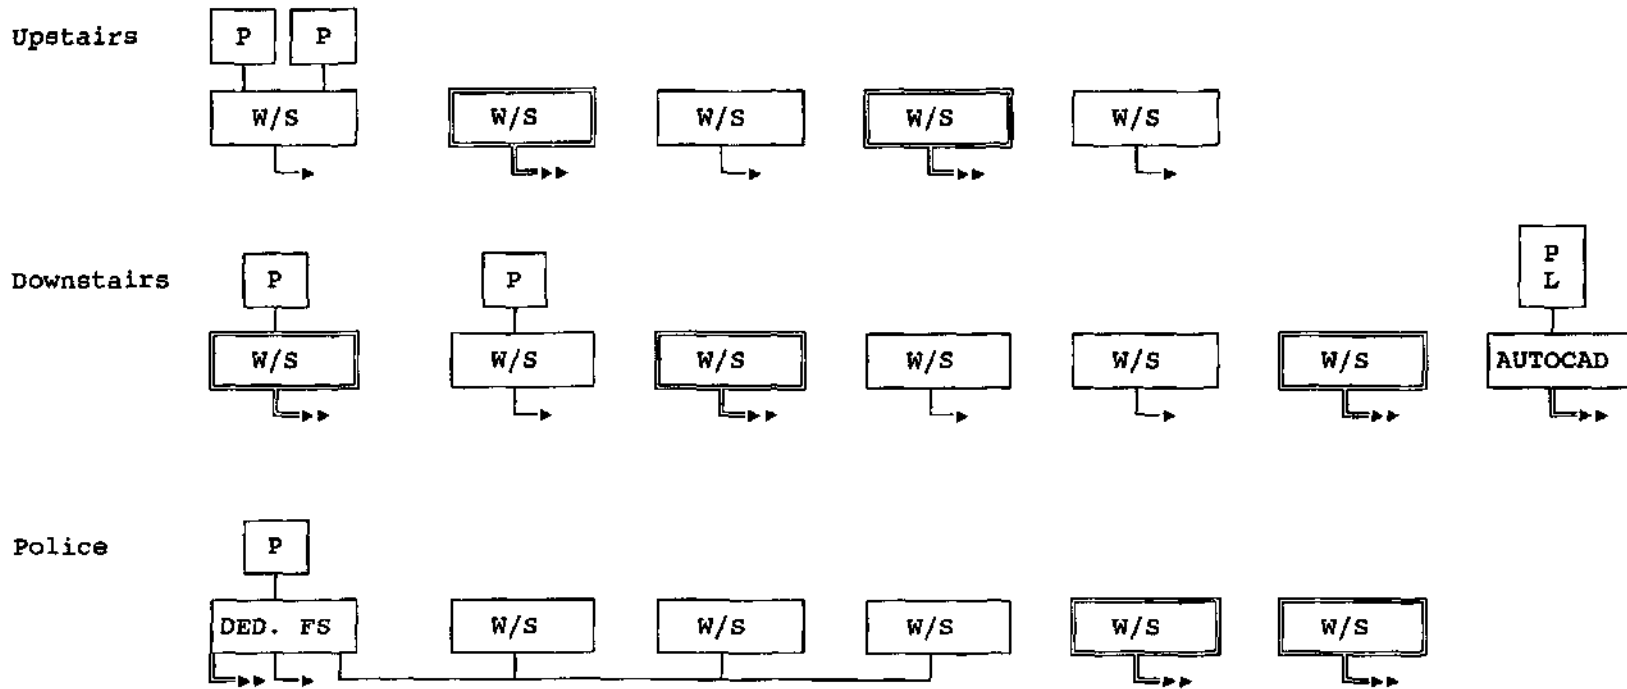 Upstairs
P P
W/S W/S W/S W/S W/S
Downstairs
P P P
L
W/S W/S W/S W/S W/S W/S AUTOCAD
Police
P
DED. FS W/S W/S W/S W/S W/S